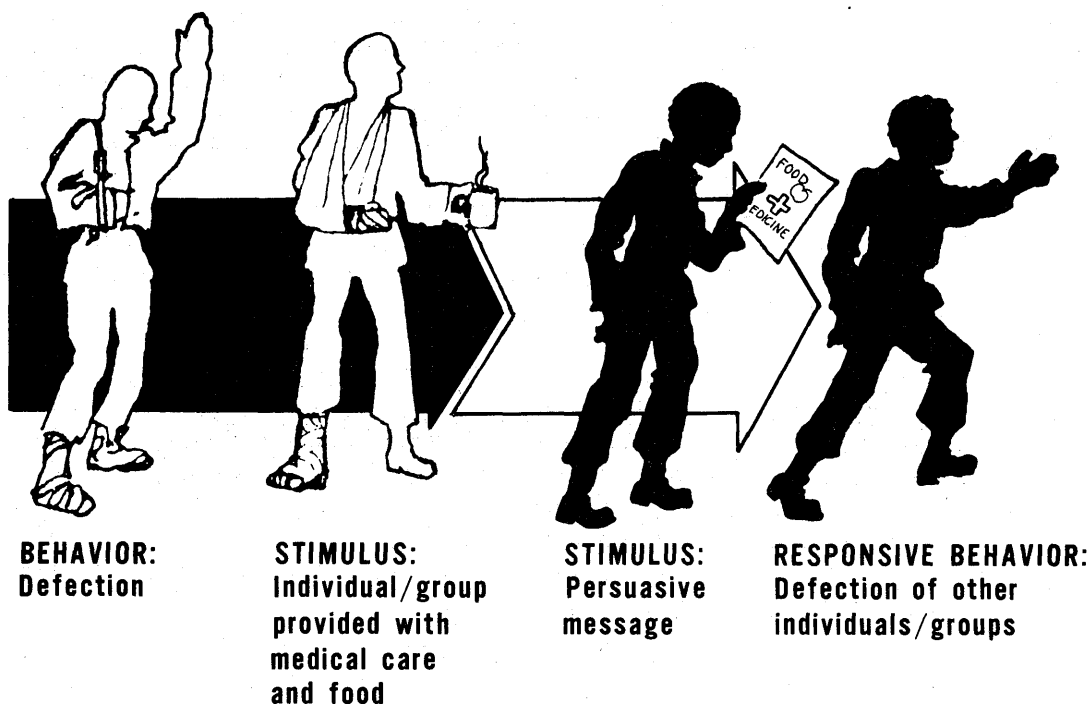 FOOD
EDICINE
BEHAVIOR:
Defection
STIMULUS:
Individual/group
provided with
medical care
and food
STIMULUS:
Persuasive
message
RESPONSIVE BEHAVIOR:
Defection of other
individuals/groups